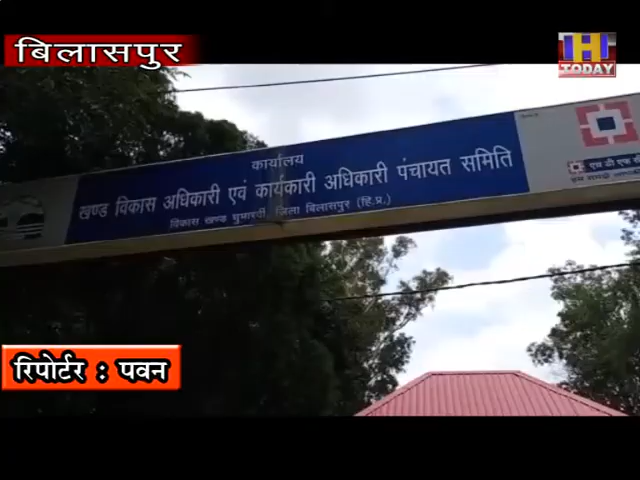 बिलासपुर
H
TODAY
कार्यालय
खण्ड विकास अधिकारी एवं कार्यकारी अधिकारी पंचायत समिति
विकास खण्ड घुमारवीं, जिला बिलासपुर (हि.प्र.)
रिपोर्टर : पवन